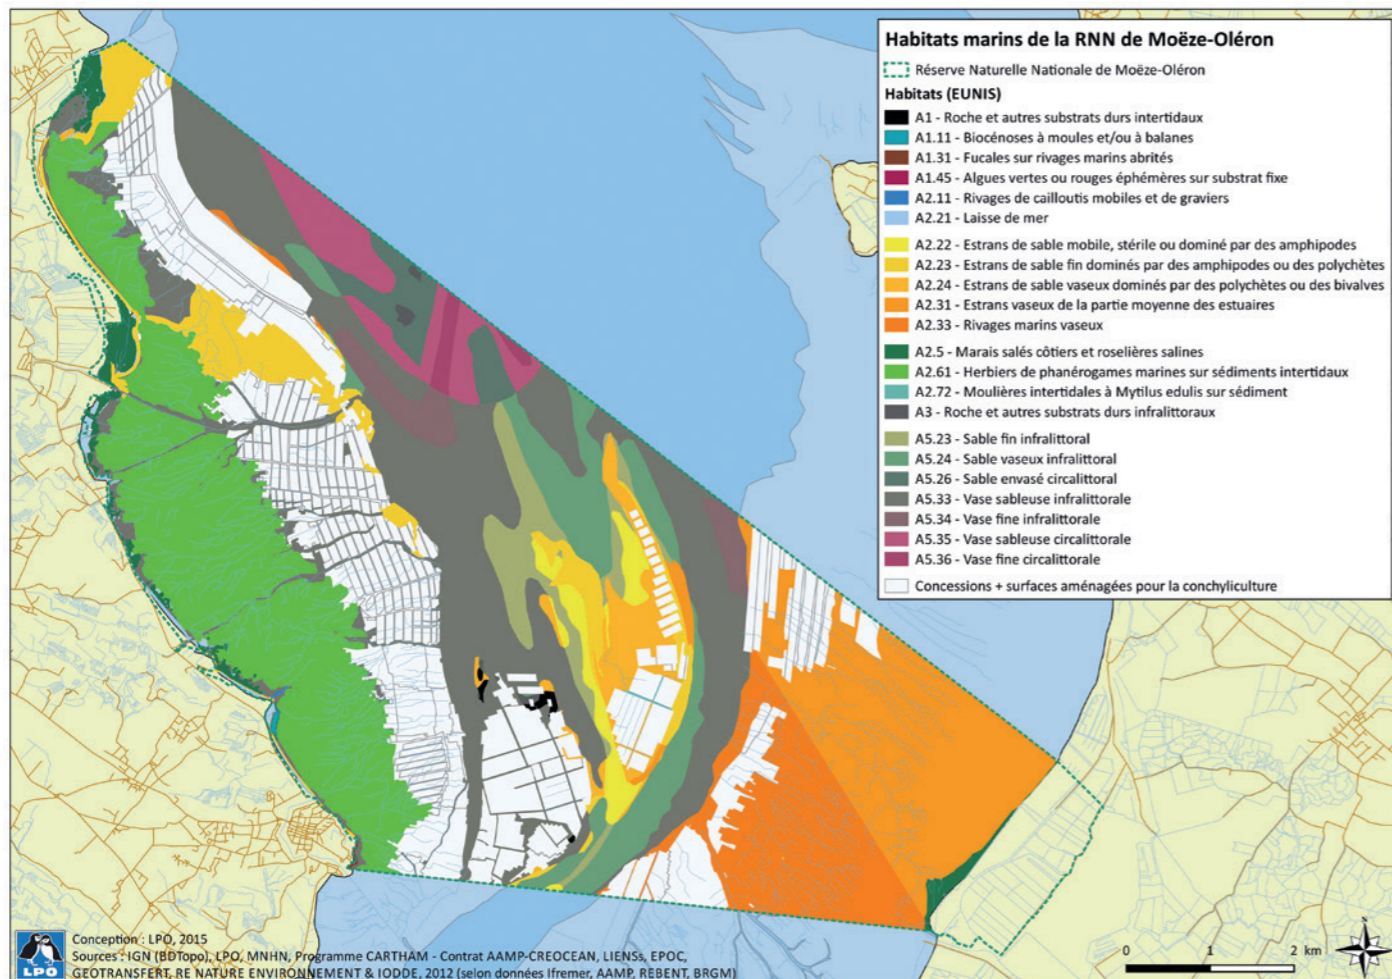 Habitats marins de la RNN de Moëze-Oléron
Réserve Naturelle Nationale de Moëze-Oléron
Habitats (EUNIS)
A1 - Roche et autres substrats durs intertidaux
A1.11 - Biocénoses à moules et/ou à balanes
A1.31 - Fucales sur rivages marins abrités
A1.45 - Algues vertes ou rouges éphémères sur substrat fixe
A2.11 - Rivages de cailloutis mobiles et de graviers
A2.21 - Laisse de mer
A2.22 - Estrans de sable mobile, stérile ou dominé par des amphipodes
A2.23 - Estrans de sable fin dominés par des amphipodes ou des polychètes
A2.24 - Estrans de sable vaseux dominés par des polychètes ou des bivalves
A2.31 - Estrans vaseux de la partie moyenne des estuaires
A2.33 - Rivages marins vaseux
A2.5 - Marais salés côtiers et roselières salines
A2.61 - Herbiers de phanérogames marines sur sédiments intertidaux
A2.72 - Moulières intertidales à Mytilus edulis sur sédiment
A3 - Roche et autres substrats durs infralittoraux
A5.23 - Sable fin infralittoral
A5.24 - Sable vaseux infralittoral
A5.26 - Sable envasé circalittoral
A5.33 - Vase sableuse infralittorale
A5.34 - Vase fine infralittorale
A5.35 - Vase sableuse circalittorale
A5.36 - Vase fine circalittorale
Concessions + surfaces aménagées pour la conchyliculture
LPO
Conception : LPO, 2015
Sources : IGN (BDTopo), LPO, MNHN, Programme CARTHAM - Contrat AAMP-CREOCEAN, LIENSs, EPOC,
GEOTRANSFERT, RE NATURE ENVIRONNEMENT & IODDE, 2012 (selon données Ifremer, AAMP, REBENT, BRGM)
0 1 2 km
N